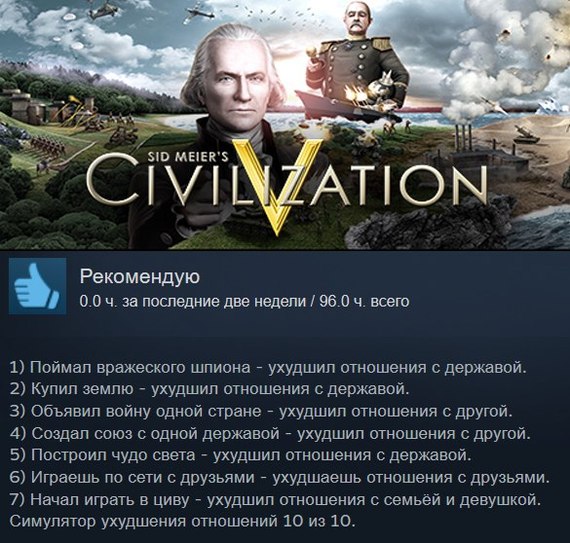 SID MEIER'S
CIVILIZATION
V
Рекомендую
0.0 ч. за последние две недели / 96.0 ч. всего
1) Поймал вражеского шпиона - ухудшил отношения с державой.
2) Купил землю - ухудшил отношения с державой.
3) Объявил войну одной стране - ухудшил отношения с другой.
4) Создал союз с одной державой - ухудшил отношения с другой.
5) Построил чудо света - ухудшил отношения с державой.
6) Играешь по сети с друзьями - ухудшаешь отношения с друзьями.
7) Начал играть в циву - ухудшил отношения с семьёй и девушкой.
Симулятор ухудшения отношений 10 из 10.